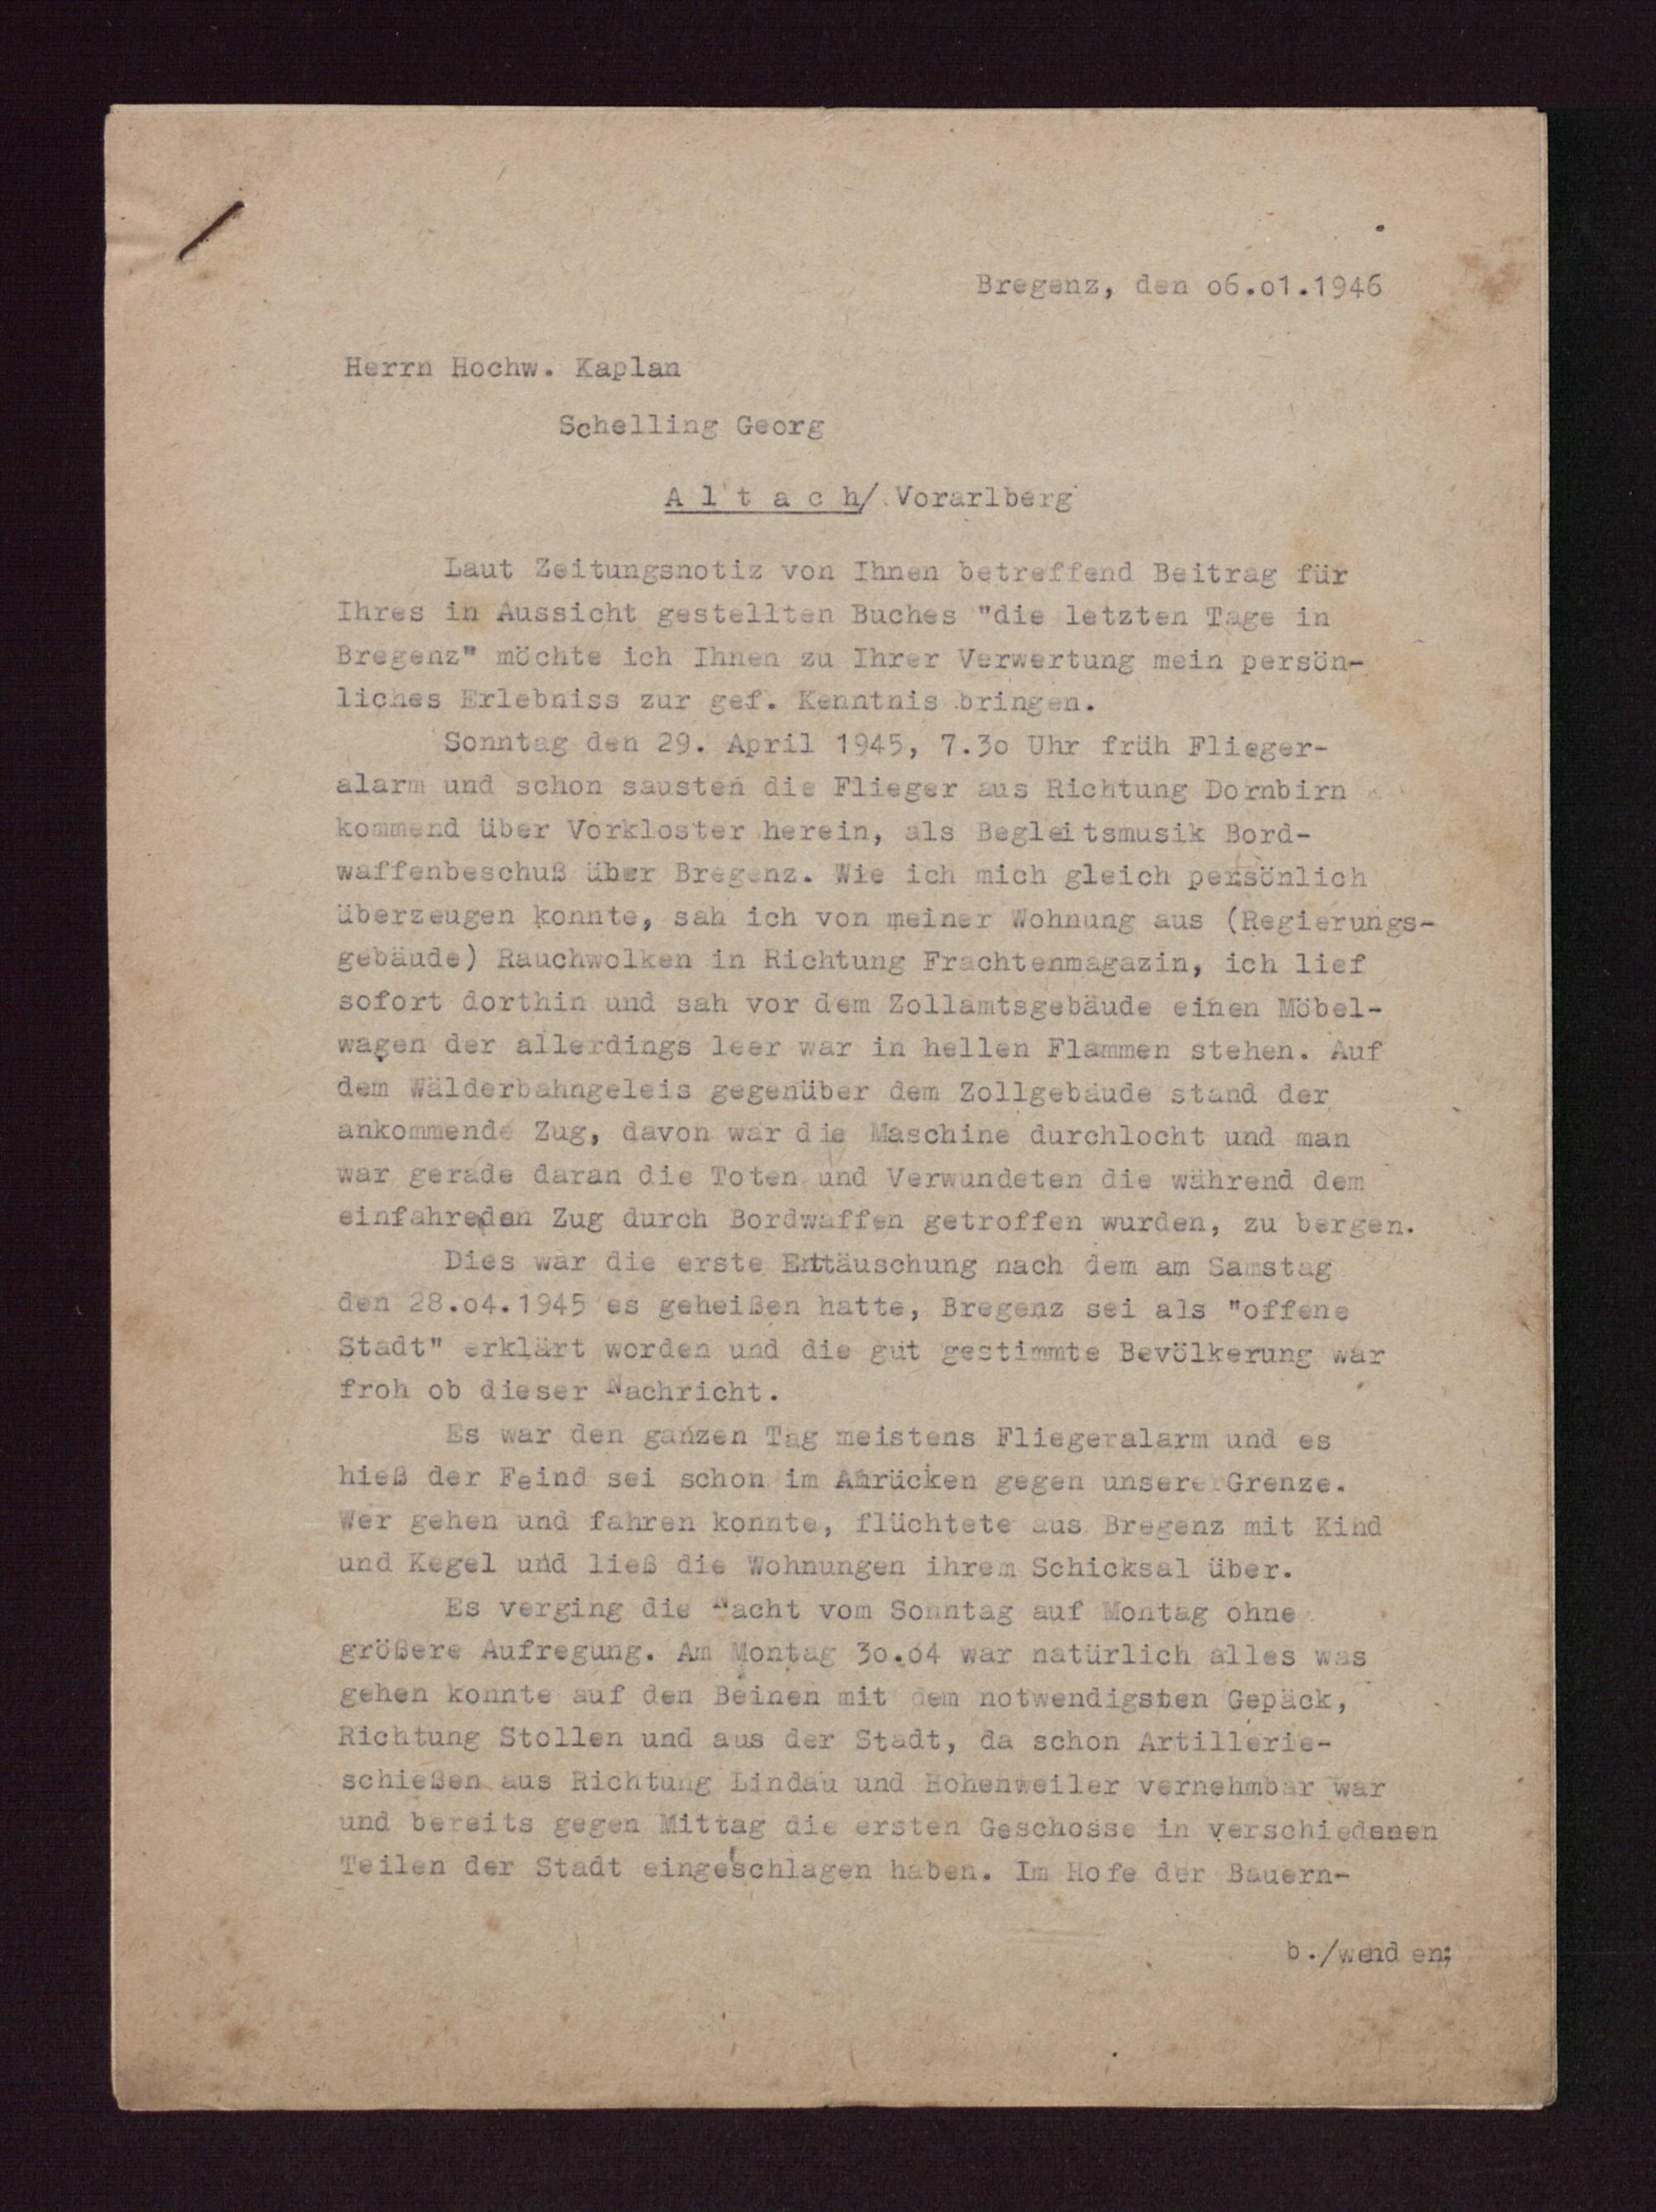 Bregenz, den o6.o1.1946
Herrn Hochw. Kaplan
Schelling Georg
A l t a c h/ Vorarlberg
Laut Zeitungsnotiz von Ihnen betreffend Beitrag für
Ihres in Aussicht gestellten Buches "die letzten Tage in
Bregenz" möchte ich Ihnen zu Ihrer Verwertung mein persön-
liches Erlebniss zur gef. Kenntnis bringen.
Sonntag den 29. April 1945, 7.3o Uhr früh Flieger-
alarm und schon sausten die Flieger aus Richtung Dornbirn
kommend über Vorkloster herein, als Begleitsmusik Bord-
waffenbeschuß über Bregenz. Wie ich mich gleich persönlich
überzeugen konnte, sah ich von meiner Wohnung aus (Regierungs-
gebäude) Rauchwolken in Richtung Frachtenmagazin, ich lief
sofort dorthin und sah vor dem Zollamtsgebäude einen Möbel-
wagen der allerdings leer war in hellen Flammen stehen. Auf
dem Wälderbahngeleis gegenüber dem Zollgebäude stand der
ankommende Zug, davon war die Maschine durchlocht und man
war gerade daran die Toten und Verwundeten die während dem
einfahreden Zug durch Bordwaffen getroffen wurden, zu bergen.
Dies war die erste Enttäuschung nach dem am Samstag
den 28.o4.1945 es geheißen hatte, Bregenz sei als "offene
Stadt" erklärt worden und die gut gestimmte Bevölkerung war
froh ob dieser Nachricht.
Es war den ganzen Tag meistens Fliegeralarm und es
hieß der Feind sei schon im Anrücken gegen unsere Grenze.
Wer gehen und fahren konnte, flüchtete aus Bregenz mit Kind
und Kegel und ließ die Wohnungen ihrem Schicksal über.
Es verging die Nacht vom Sonntag auf Montag ohne
größere Aufregung. Am Montag 3o.o4 war natürlich alles was
gehen konnte auf den Beinen mit dem notwendigsten Gepäck,
Richtung Stollen und aus der Stadt, da schon Artillerie-
schießen aus Richtung Lindau und Hohenweiler vernehmbar war
und bereits gegen Mittag die ersten Geschosse in verschiedenen
Teilen der Stadt eingeschlagen haben. Im Hofe der Bauern-
b./wenden;